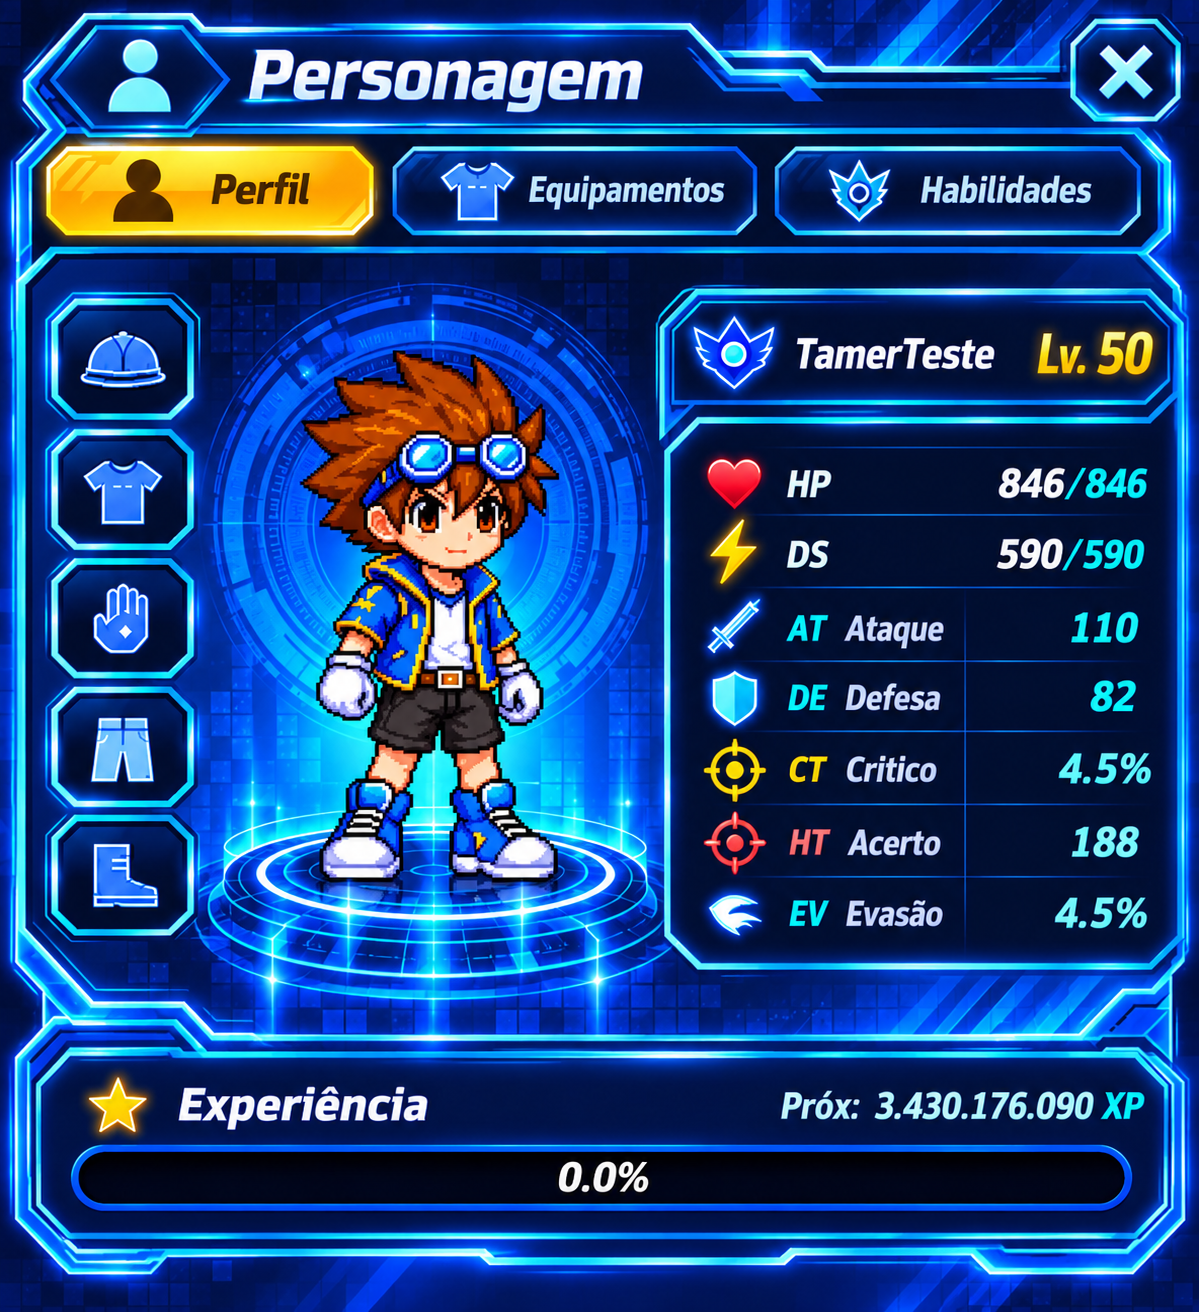 Personagem
Perfil
Equipamentos
Habilidades
TamerTeste Lv. 50
HP 846/846
DS 590/590
AT Ataque 110
DE Defesa 82
CT Critico 4.5%
HT Acerto 188
EV Evasão 4.5%
Experiência Próx: 3.430.176.090 XP
0.0%